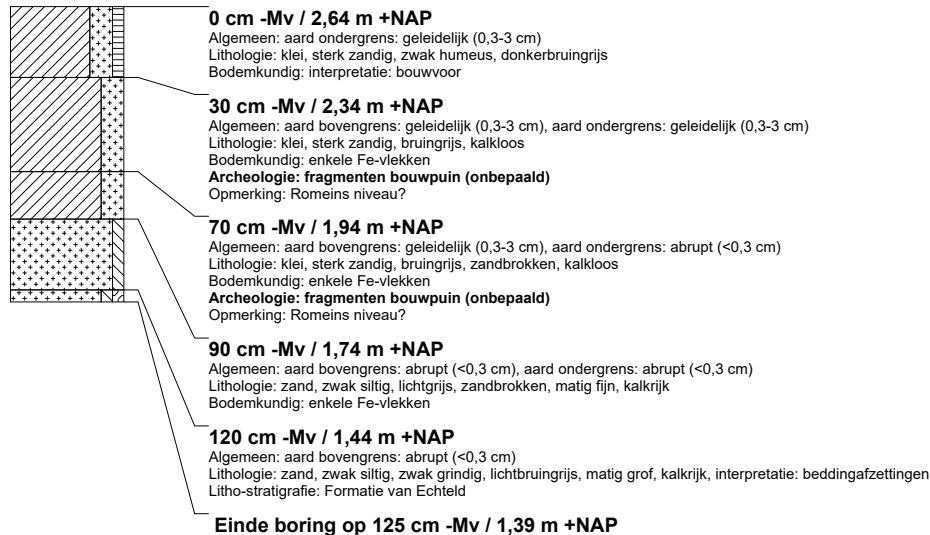 0 cm -Mv / 2,64 m +NAP
Algemeen: aard ondergrens: geleidelijk (0,3-3 cm)
Lithologie: klei, sterk zandig, zwak humeus, donkerbruingrijs
Bodemkundig: interpretatie: bouwvoor
30 cm -Mv / 2,34 m +NAP
Algemeen: aard bovengrens: geleidelijk (0,3-3 cm), aard ondergrens: geleidelijk (0,3-3 cm)
Lithologie: klei, sterk zandig, bruingrijs, kalkloos
Bodemkundig: enkele Fe-vlekken
Archeologie: fragmenten bouwpuin (onbepaald)
Opmerking: Romeins niveau?
70 cm -Mv / 1,94 m +NAP
Algemeen: aard bovengrens: geleidelijk (0,3-3 cm), aard ondergrens: abrupt (<0,3 cm)
Lithologie: klei, sterk zandig, bruingrijs, zandbrokken, kalkloos
Bodemkundig: enkele Fe-vlekken
Archeologie: fragmenten bouwpuin (onbepaald)
Opmerking: Romeins niveau?
90 cm -Mv / 1,74 m +NAP
Algemeen: aard bovengrens: abrupt (<0,3 cm), aard ondergrens: abrupt (<0,3 cm)
Lithologie: zand, zwak siltig, lichtgrijs, zandbrokken, matig fijn, kalkrijk
Bodemkundig: enkele Fe-vlekken
120 cm -Mv / 1,44 m +NAP
Algemeen: aard bovengrens: abrupt (<0,3 cm)
Lithologie: zand, zwak siltig, zwak grindig, lichtbruingrijs, matig grof, kalkrijk, interpretatie: beddingafzettingen
Litho-stratigrafie: Formatie van Echteld
Einde boring op 125 cm -Mv / 1,39 m +NAP